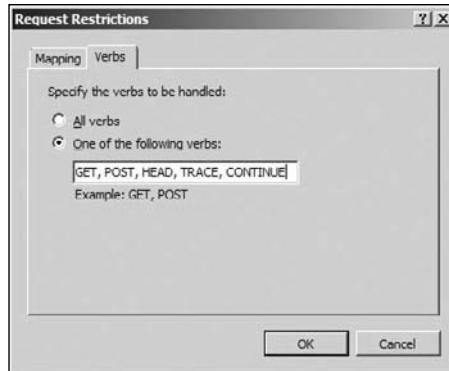 Request Restrictions
Mapping Verbs
Specify the verbs to be handled:
All verbs
One of the following verbs:
GET, POST, HEAD, TRACE, CONTINUE
Example: GET, POST
OK Cancel